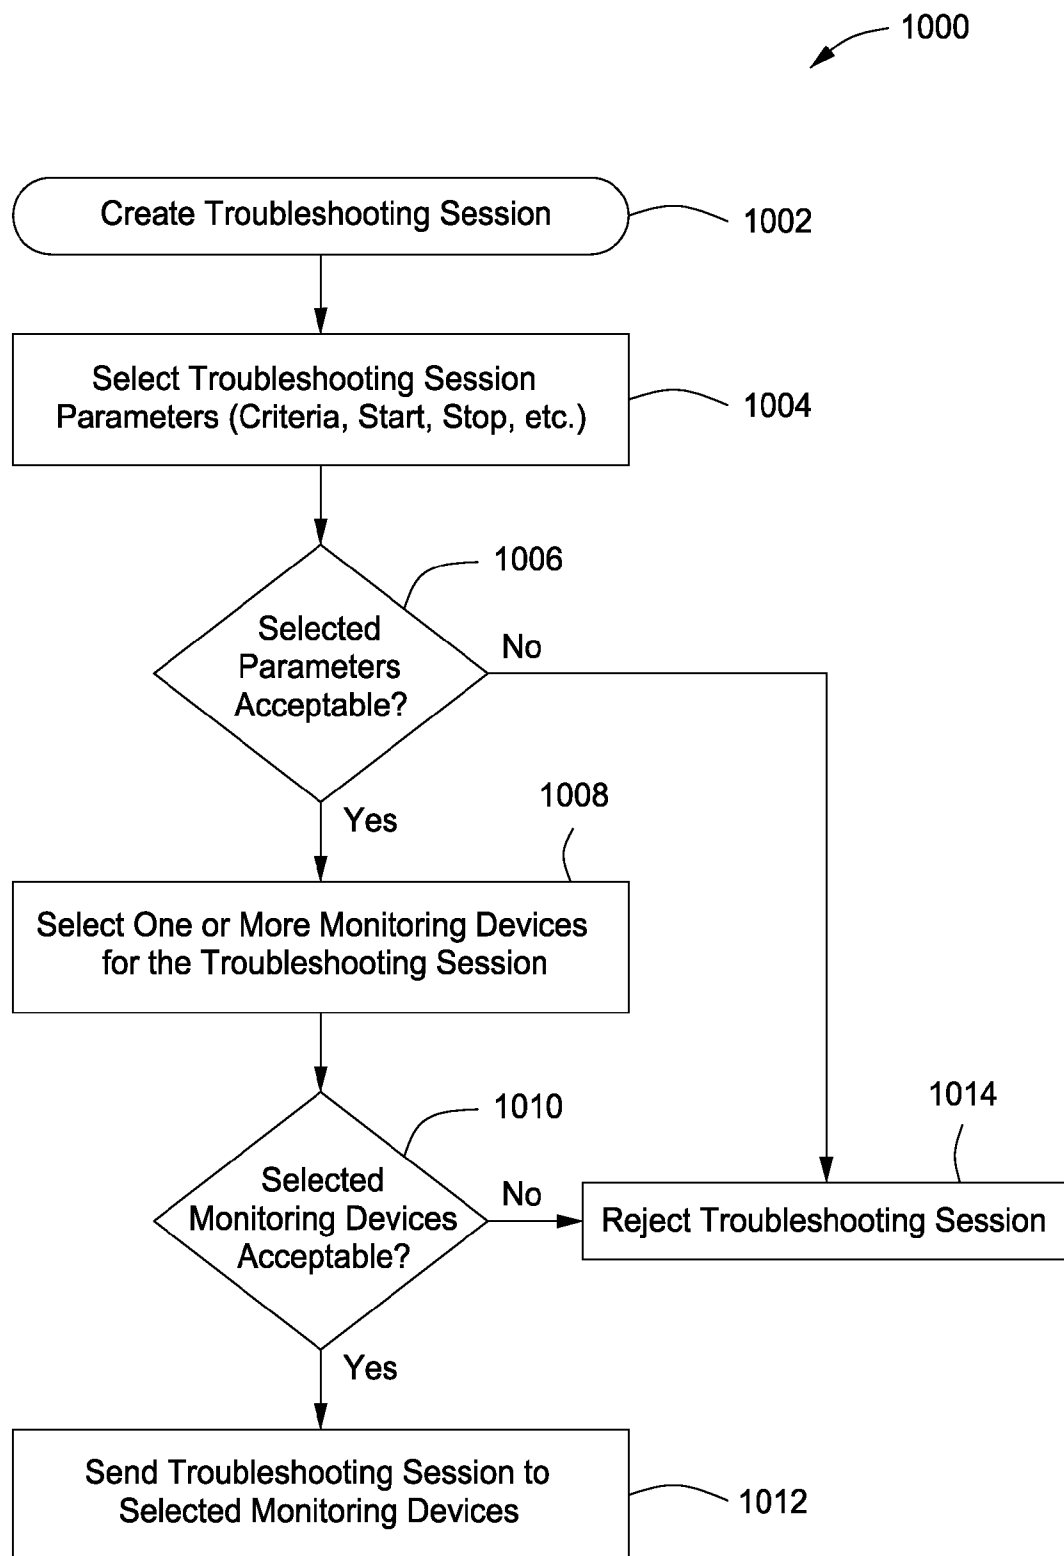 1000
Create Troubleshooting Session
1002
Select Troubleshooting Session
Parameters (Criteria, Start, Stop, etc.)
1004
1006
Selected
Parameters
Acceptable?
No
Yes
1008
Select One or More Monitoring Devices
for the Troubleshooting Session
1010
Selected
Monitoring Devices
Acceptable?
No
1014
Reject Troubleshooting Session
Yes
Send Troubleshooting Session to
Selected Monitoring Devices
1012